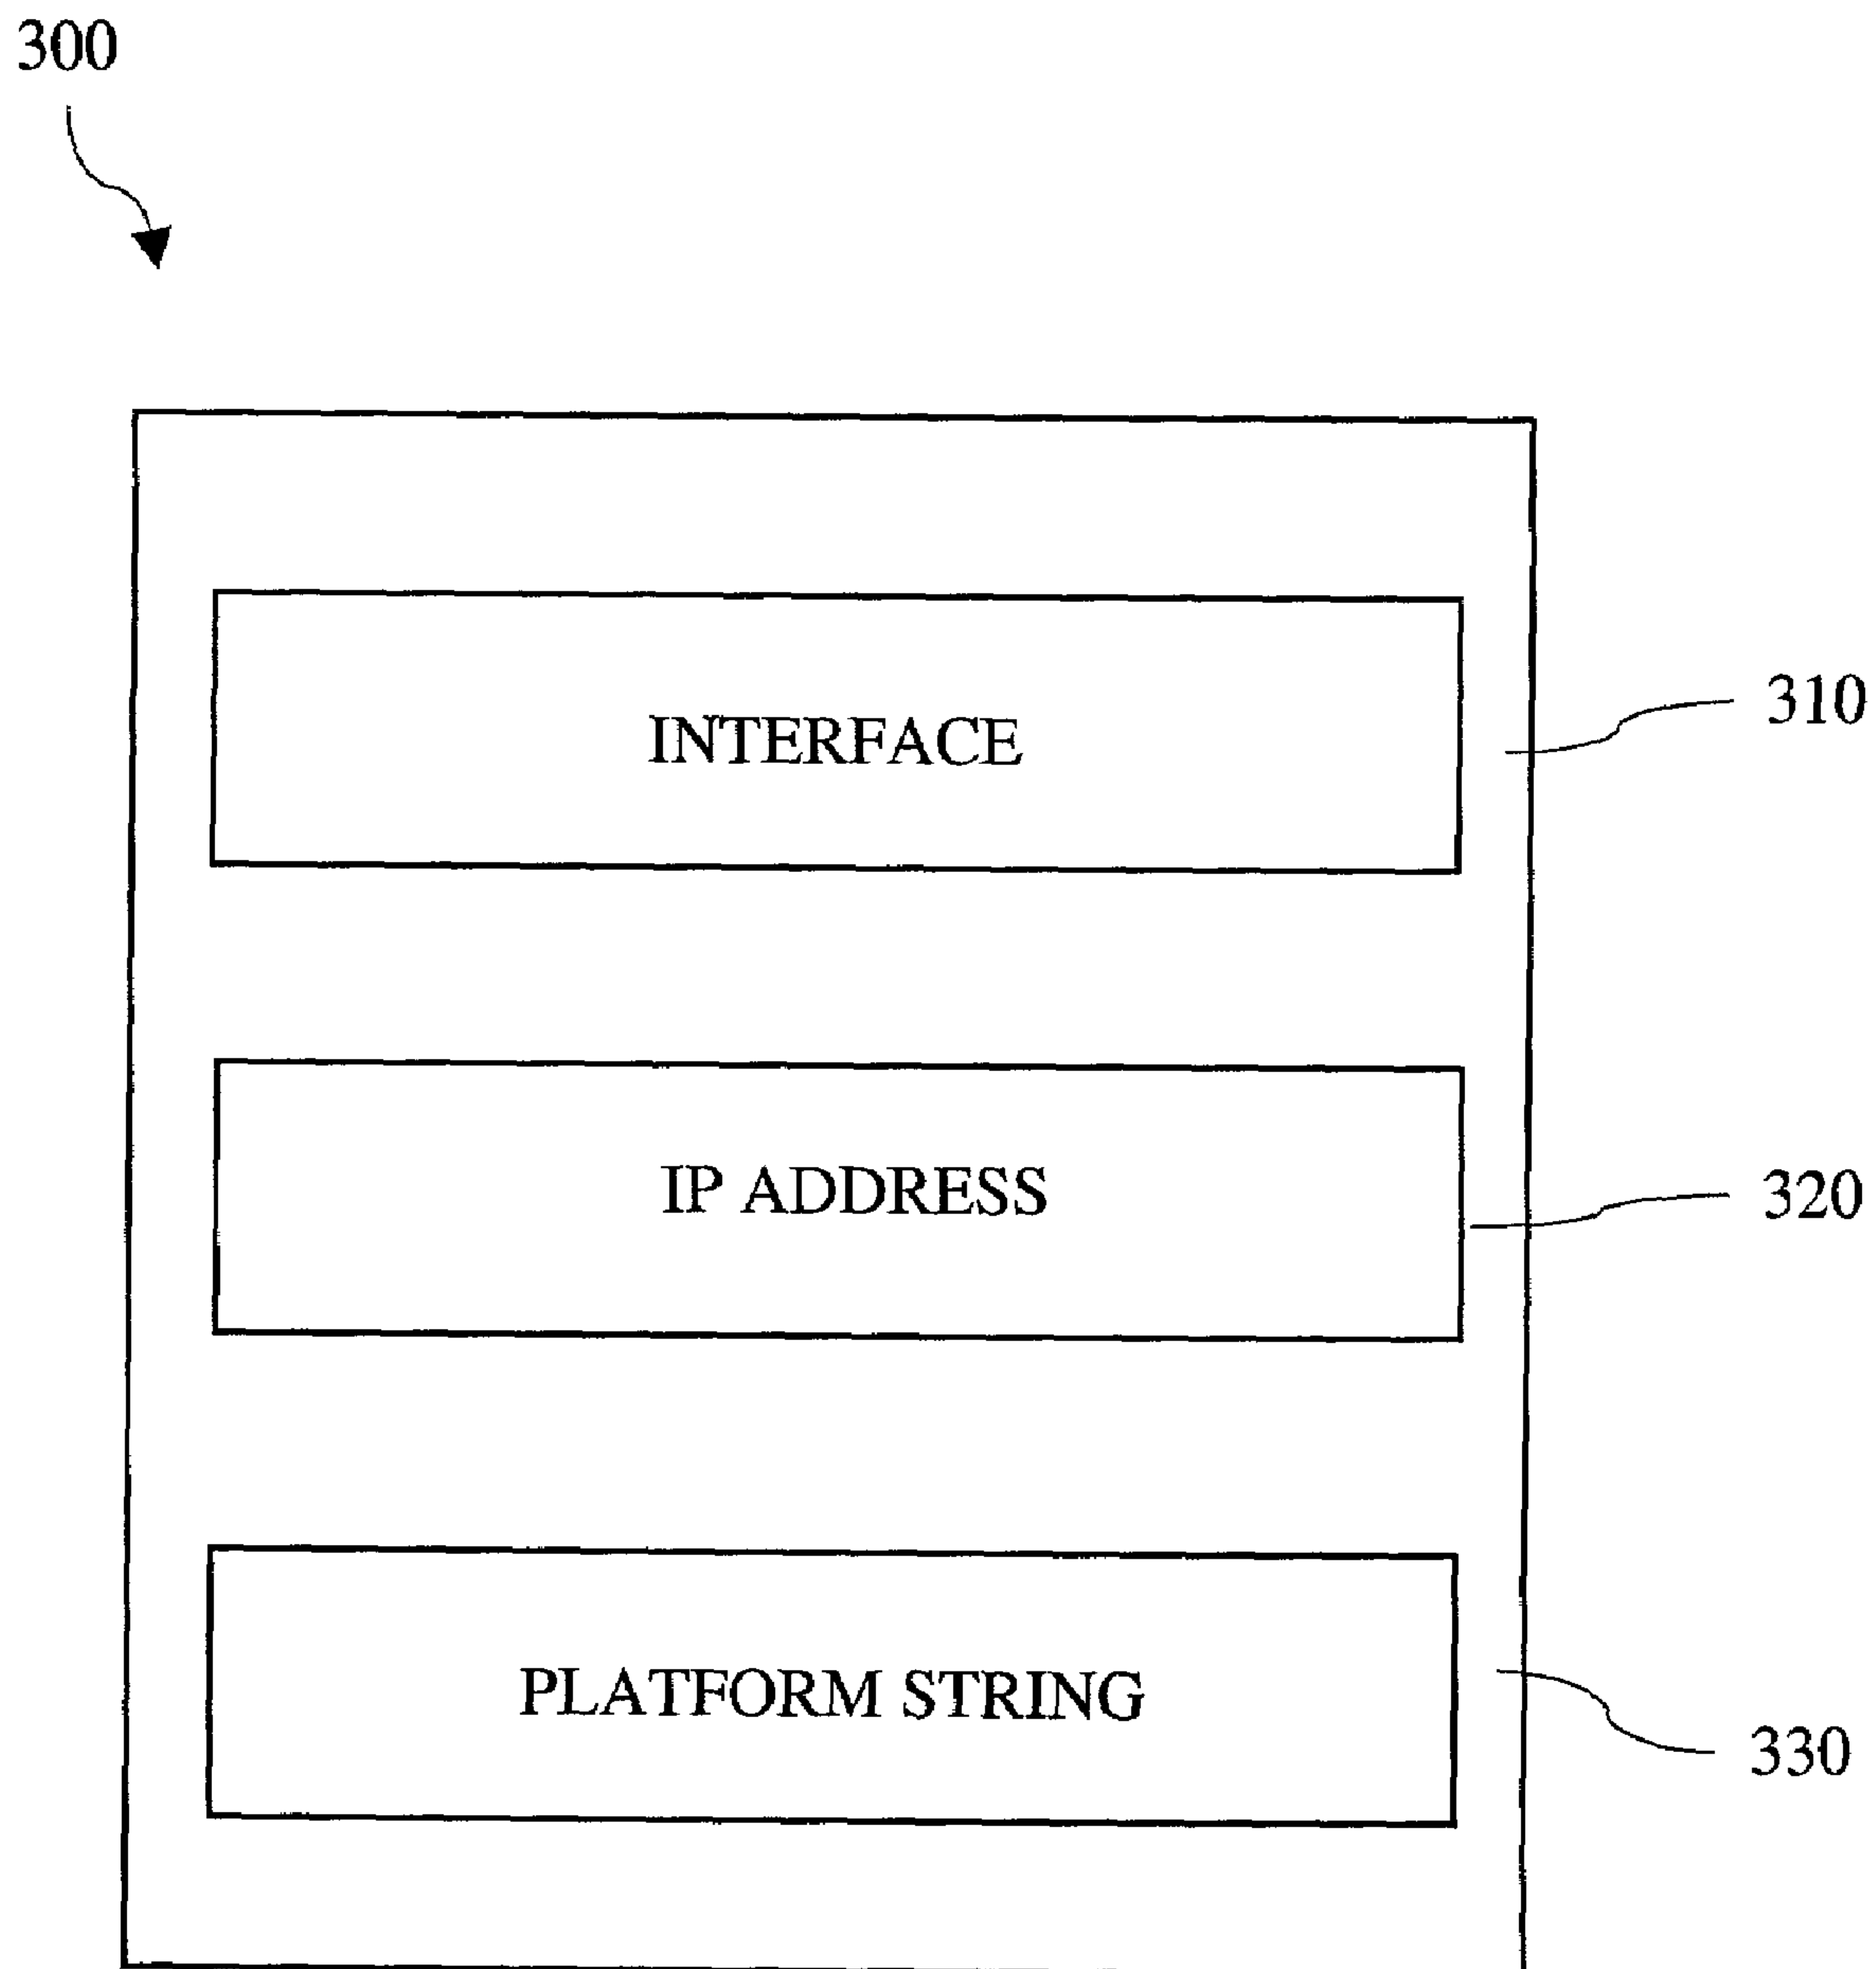 300
INTERFACE
310
IP ADDRESS
320
PLATFORM STRING
330